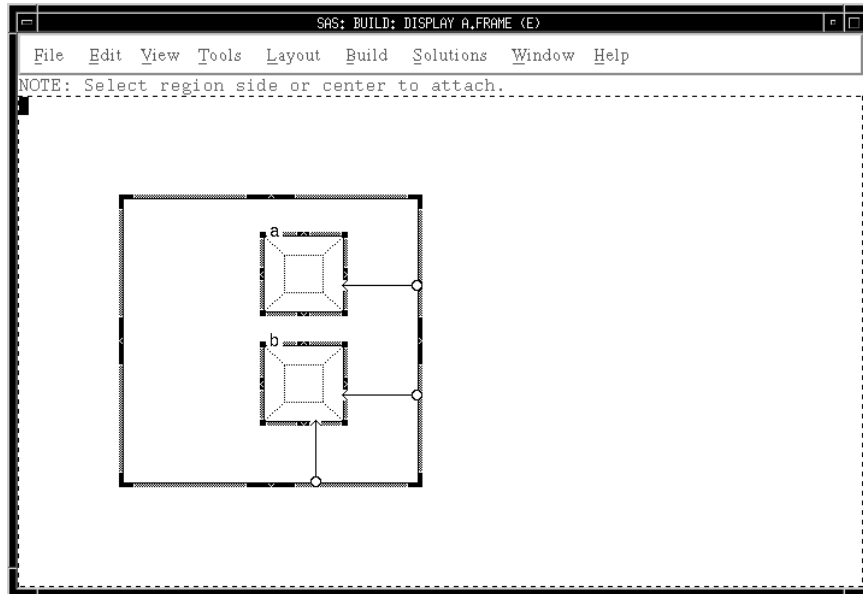 SAS: BUILD: DISPLAY A.FRAME (E)
File Edit View Tools Layout Build Solutions Window Help
NOTE: Select region side or center to attach.
a
b